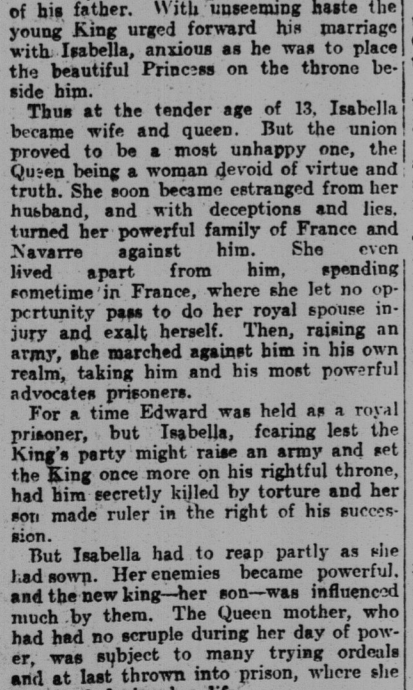 of his father. With unseeming haste the
young King urged forward his marriage
with Isabella, anxious as he was to place
the beautiful Princess on the throne be-
side him.
Thus at the tender age of 13, Isabella
became wife and queen. But the union
proved to be a most unhappy one, the
Queen being a woman devoid of virtue and
truth. She soon became estranged from her
husband, and with deceptions and lies,
turned her powerful family of France and
Navarre against him. She even
lived apart from him, spending
sometime in France, where she let no op-
portunity pass to do her royal spouse in-
jury and exalt herself. Then, raising an
army, she marched against him in his own
realm, taking him and his most powerful
advocates prisoners.
For a time Edward was held as a royal
prisoner, but Isabella, fearing lest the
King's party might raise an army and set
the King once more on his rightful throne,
had him secretly killed by torture and her
son made ruler in the right of his succes-
sion.
But Isabella had to reap partly as she
had sown. Her enemies became powerful,
and the new king—her son—was influenced
much by them. The Queen mother, who
had had no scruple during her day of pow-
er, was subject to many trying ordeals
and at last thrown into prison, where she